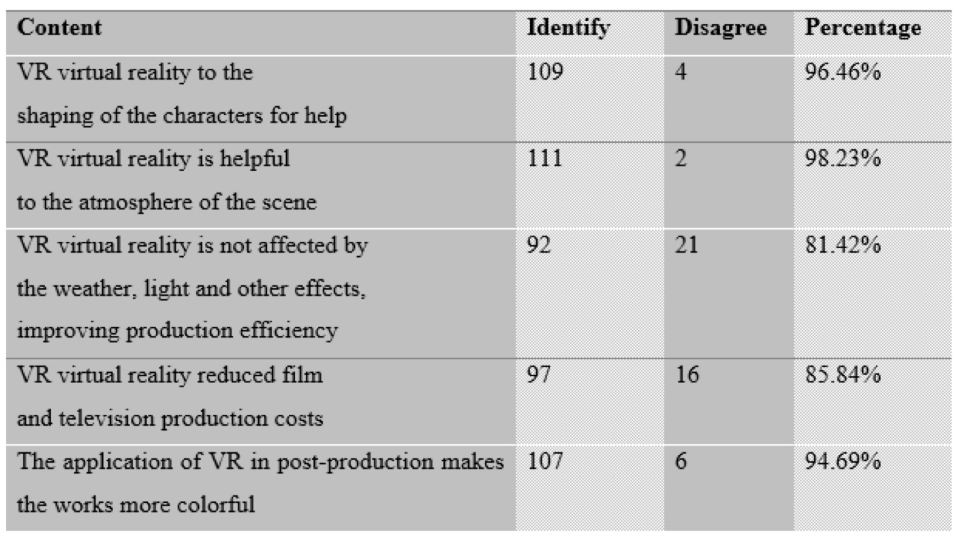 Content Identify Disagree Percentage
VR virtual reality to the 109 4 96.46%
shaping of the characters for help
VR virtual reality is helpful 111 2 98.23%
to the atmosphere of the scene
VR virtual reality is not affected by 92 21 81.42%
the weather, light and other effects,
improving production efficiency
VR virtual reality reduced film 97 16 85.84%
and television production costs
The application of VR in post-production makes 107 6 94.69%
the works more colorful